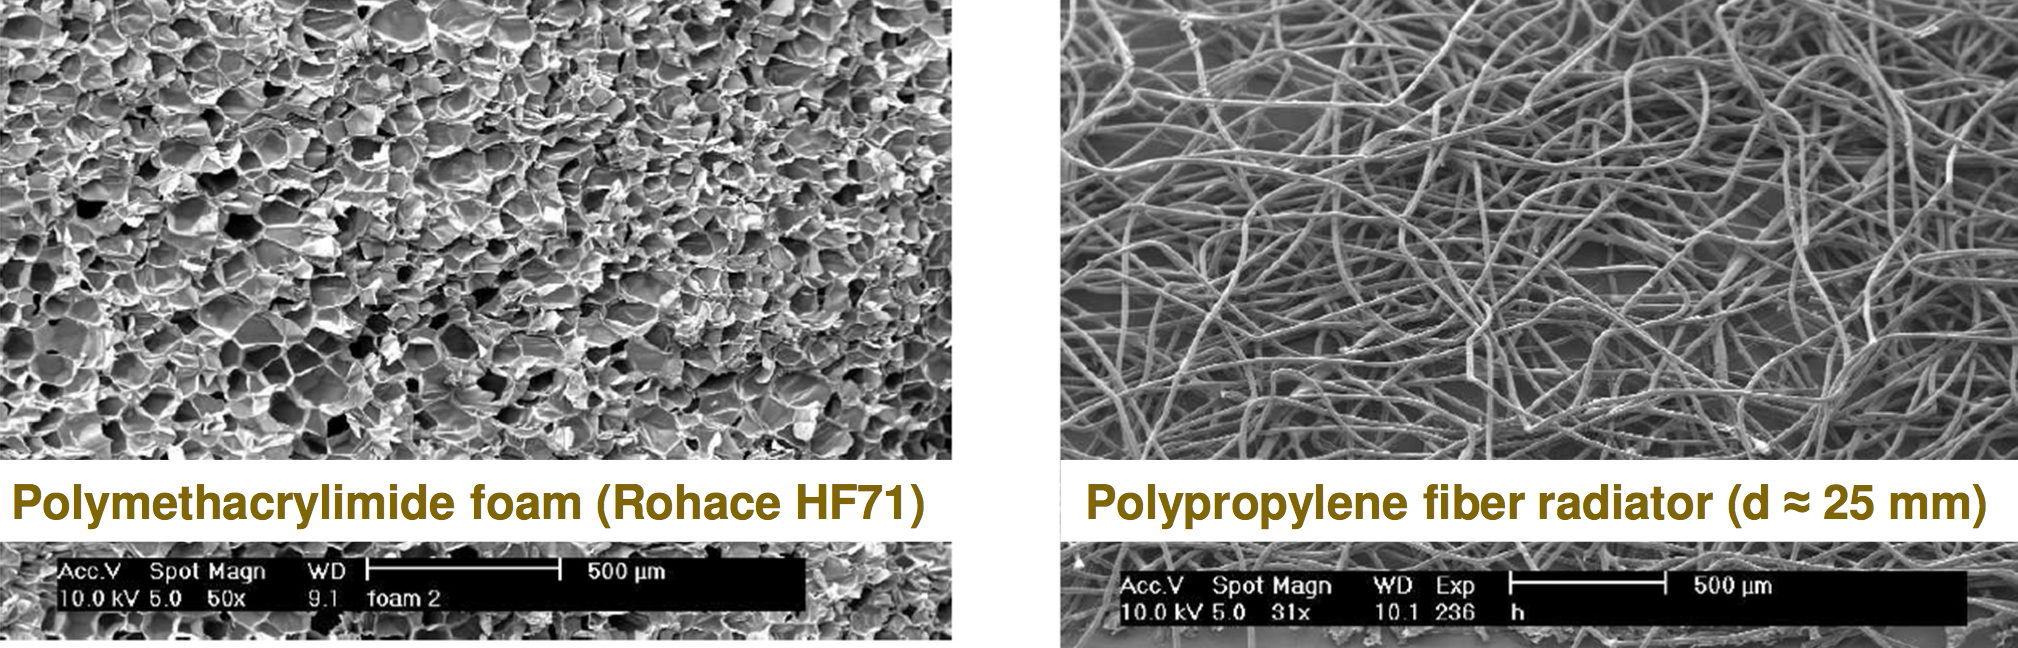 Polymethacrylimide foam (Rohace HF71)
Acc.V Spot Magn WD 500 µm
10.0 kV 5.0 50x 9.1 foam 2
Polypropylene fiber radiator (d ≈ 25 mm)
Acc.V Spot Magn WD Exp 500 µm
10.0 kV 5.0 31x 10.1 236 h